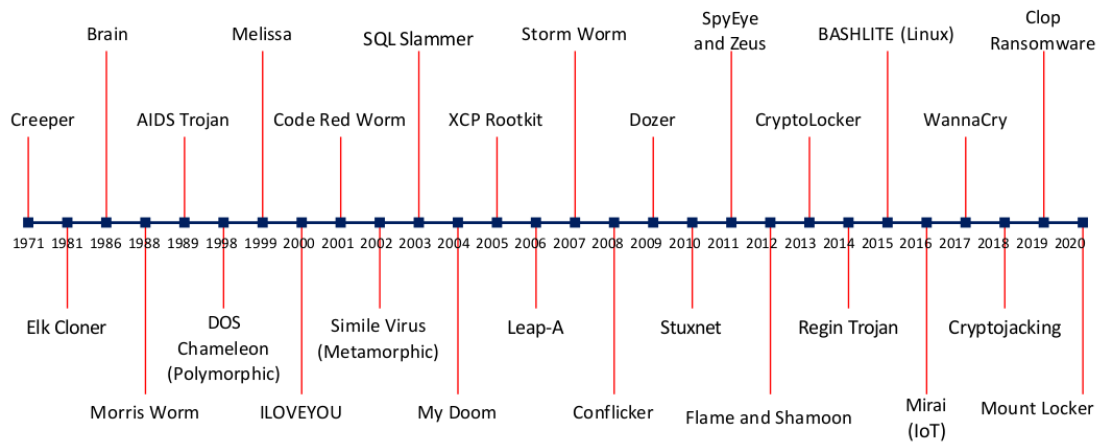 Brain
Melissa
SQL Slammer
Storm Worm
SpyEye
and Zeus
BASHLITE (Linux)
Clop
Ransomware
Creeper
AIDS Trojan
Code Red Worm
XCP Rootkit
Dozer
CryptoLocker
WannaCry
1971 1981 1986 1988 1989 1998 1999 2000 2001 2002 2003 2004 2005 2006 2007 2008 2009 2010 2011 2012 2013 2014 2015 2016 2017 2018 2019 2020
Elk Cloner
DOS
Chameleon
(Polymorphic)
Simile Virus
(Metamorphic)
Leap-A
Stuxnet
Regin Trojan
Cryptojacking
Morris Worm
ILOVEYOU
My Doom
Conflicker
Flame and Shamoon
Mirai
(IoT)
Mount Locker